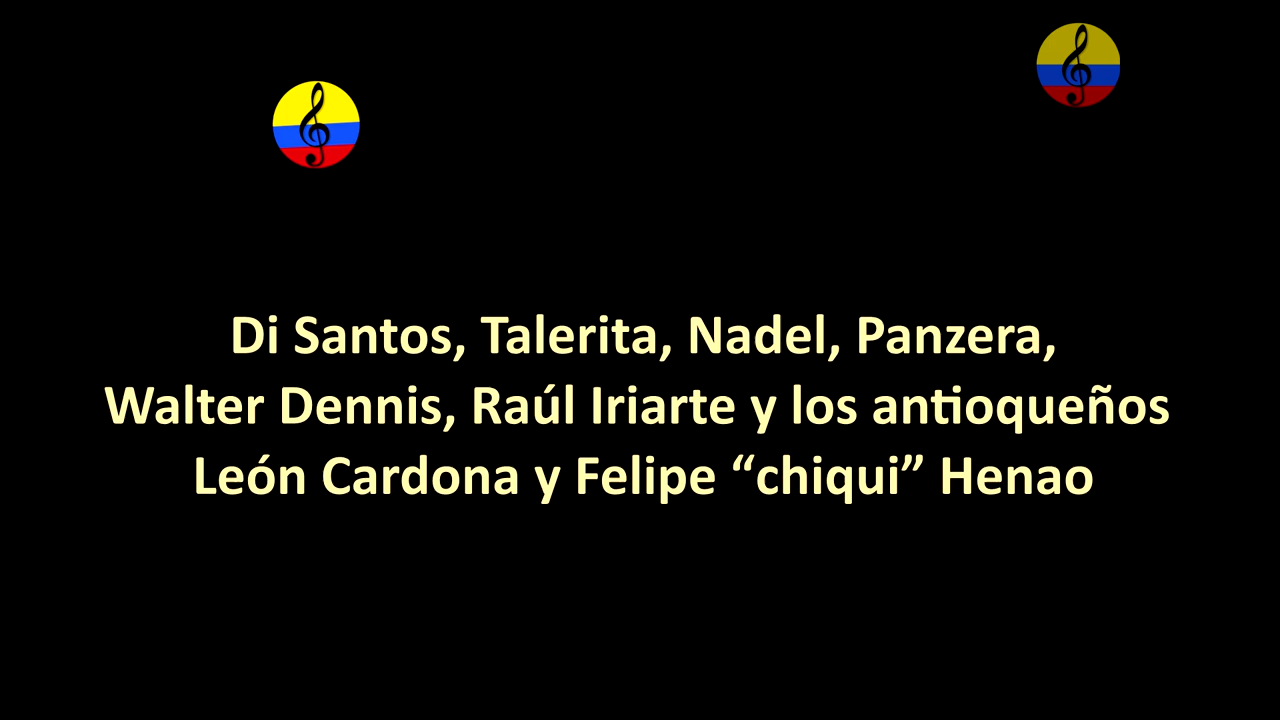 Di Santos, Talerita, Nadel, Panzera,
Walter Dennis, Raúl Iriarte y los antioqueños
León Cardona y Felipe “chiqui” Henao